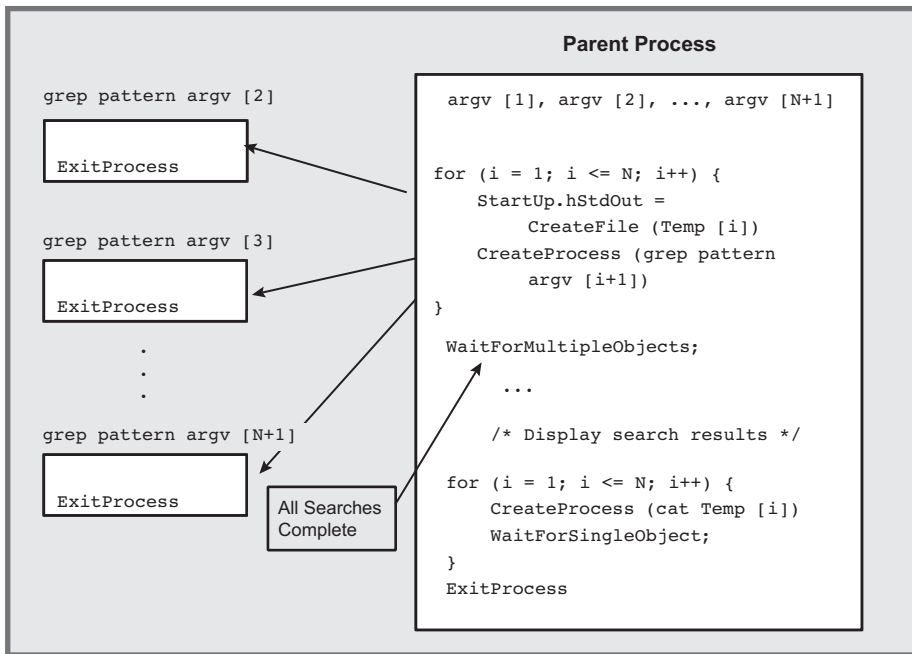 Parent Process
grep pattern argv [2]
ExitProcess
grep pattern argv [3]
ExitProcess
.
.
.
grep pattern argv [N+1]
ExitProcess
All Searches
Complete
argv [1], argv [2], ..., argv [N+1]
for (i = 1; i <= N; i++) {
StartUp.hStdOut =
CreateFile (Temp [i])
CreateProcess (grep pattern
argv [i+1])
}
WaitForMultipleObjects;
...
/* Display search results */
for (i = 1; i <= N; i++) {
CreateProcess (cat Temp [i])
WaitForSingleObject;
}
ExitProcess